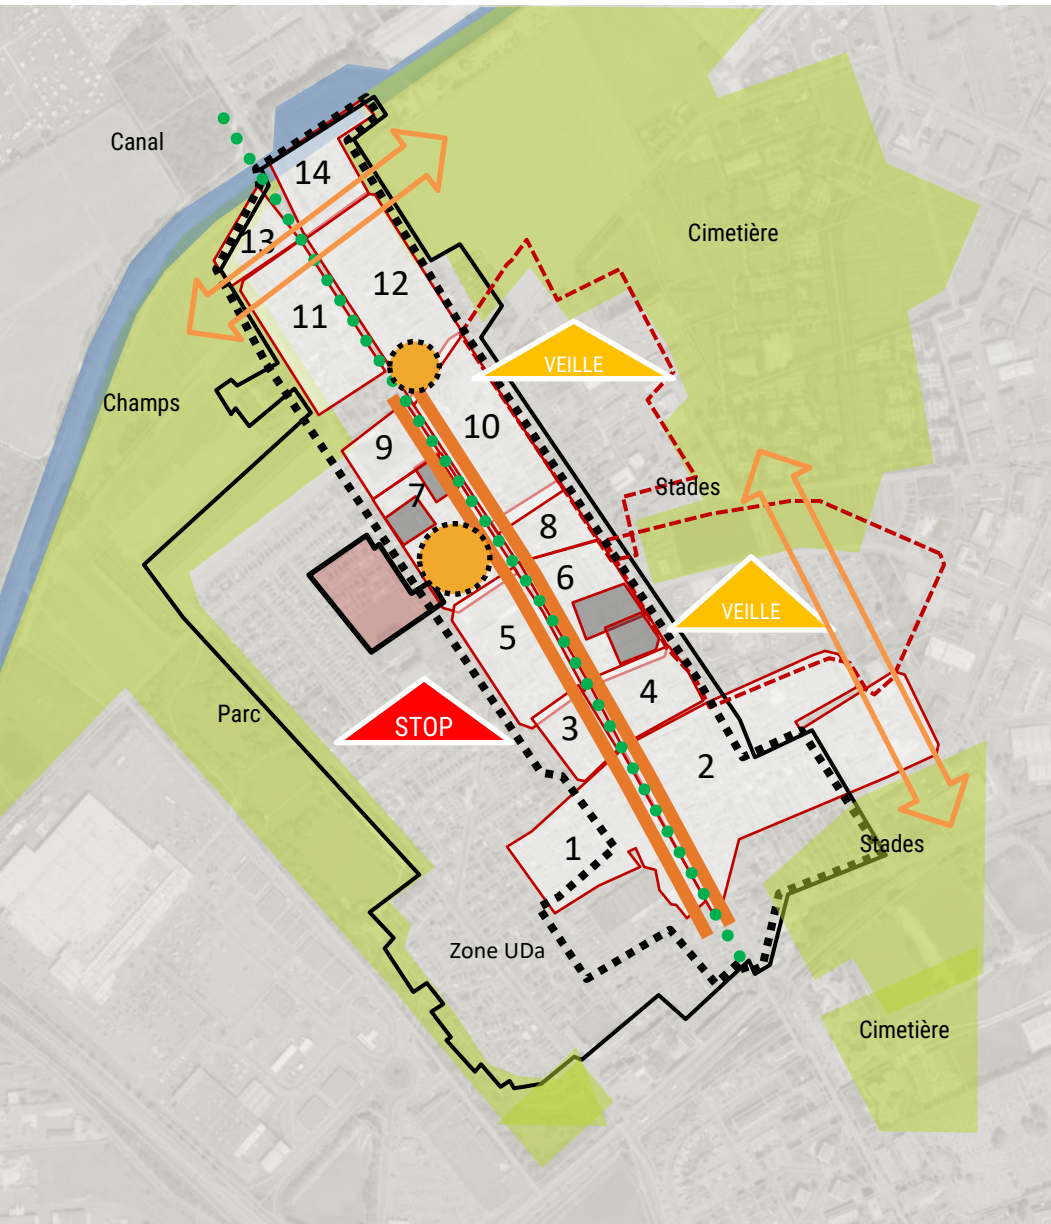 Canal
14
Cimetière
13
12
11
VEILLE
Champs
10
9
Stades
7
8
6
VEILLE
5
4
Parc
STOP
3
2
Stades
1
Zone UDa
Cimetière